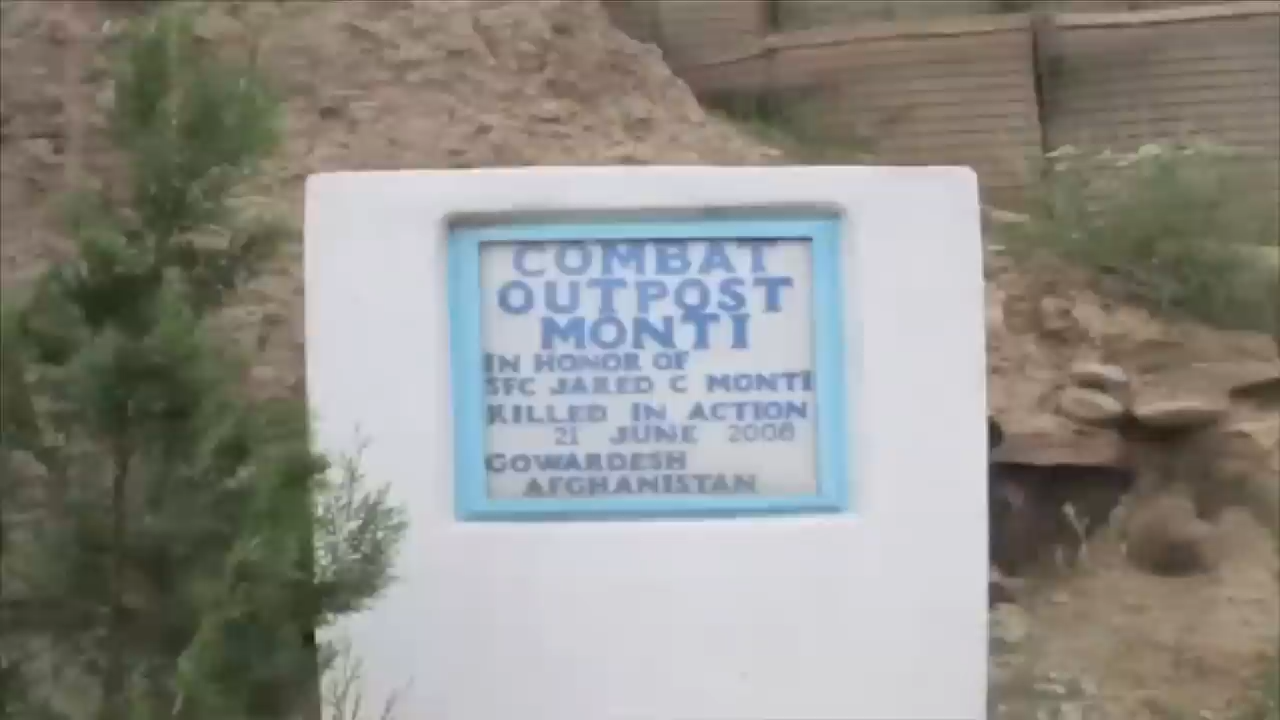 COMBAT
OUTPOST
MONTI
IN HONOR OF
SFC JARED C MONTI
KILLED IN ACTION
21 JUNE 2006
GOWARDESH
AFGHANISTAN